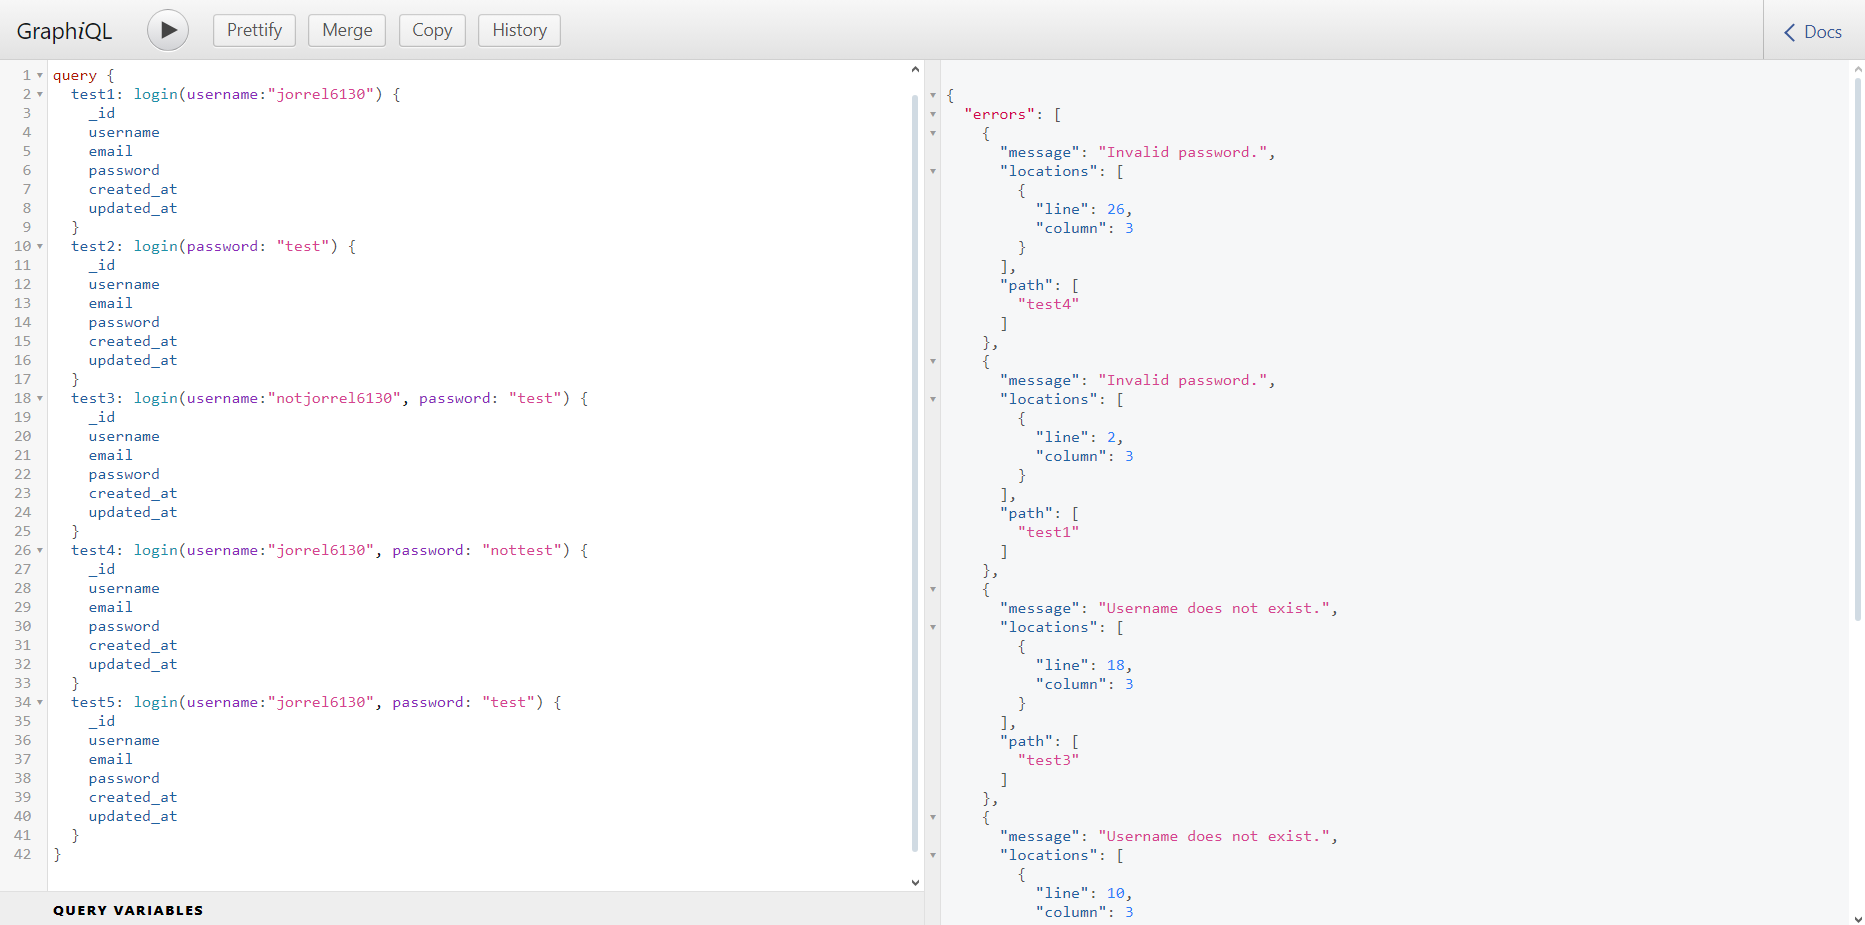 GraphiQL Prettify Merge Copy History Docs
1 query {
2 test1: login(username:"jorrel6130") {
3 _id
4 username
5 email
6 password
7 created_at
8 updated_at
9 }
10 test2: login(password: "test") {
11 _id
12 username
13 email
14 password
15 created_at
16 updated_at
17 }
18 test3: login(username:"notjorrel6130", password: "test") {
19 _id
20 username
21 email
22 password
23 created_at
24 updated_at
25 }
26 test4: login(username:"jorrel6130", password: "nottest") {
27 _id
28 username
29 email
30 password
31 created_at
32 updated_at
33 }
34 test5: login(username:"jorrel6130", password: "test") {
35 _id
36 username
37 email
38 password
39 created_at
40 updated_at
41 }
42 }
QUERY VARIABLES
{
"errors": [
{
"message": "Invalid password.",
"locations": [
{
"line": 26,
"column": 3
}
],
"path": [
"test4"
]
},
{
"message": "Invalid password.",
"locations": [
{
"line": 2,
"column": 3
}
],
"path": [
"test1"
]
},
{
"message": "Username does not exist.",
"locations": [
{
"line": 18,
"column": 3
}
],
"path": [
"test3"
]
},
{
"message": "Username does not exist.",
"locations": [
{
"line": 10,
"column": 3